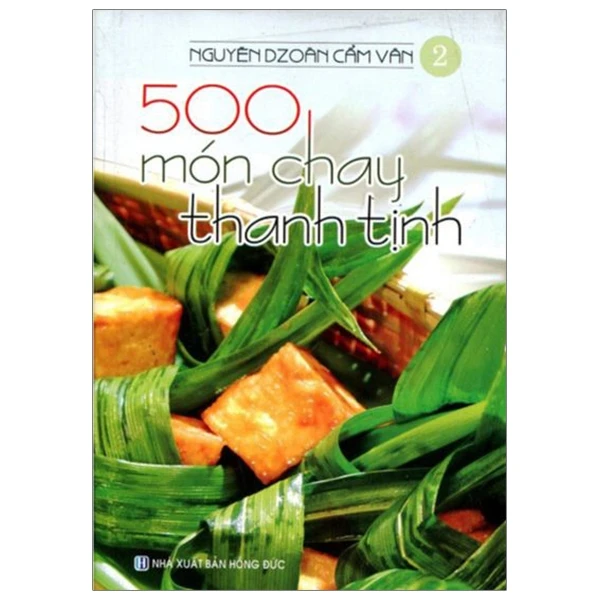 NGUYỄN DZOÃN CẨM VÂN 2
500
món chay
thanh tịnh
H NHÀ XUẤT BẢN HỒNG ĐỨC